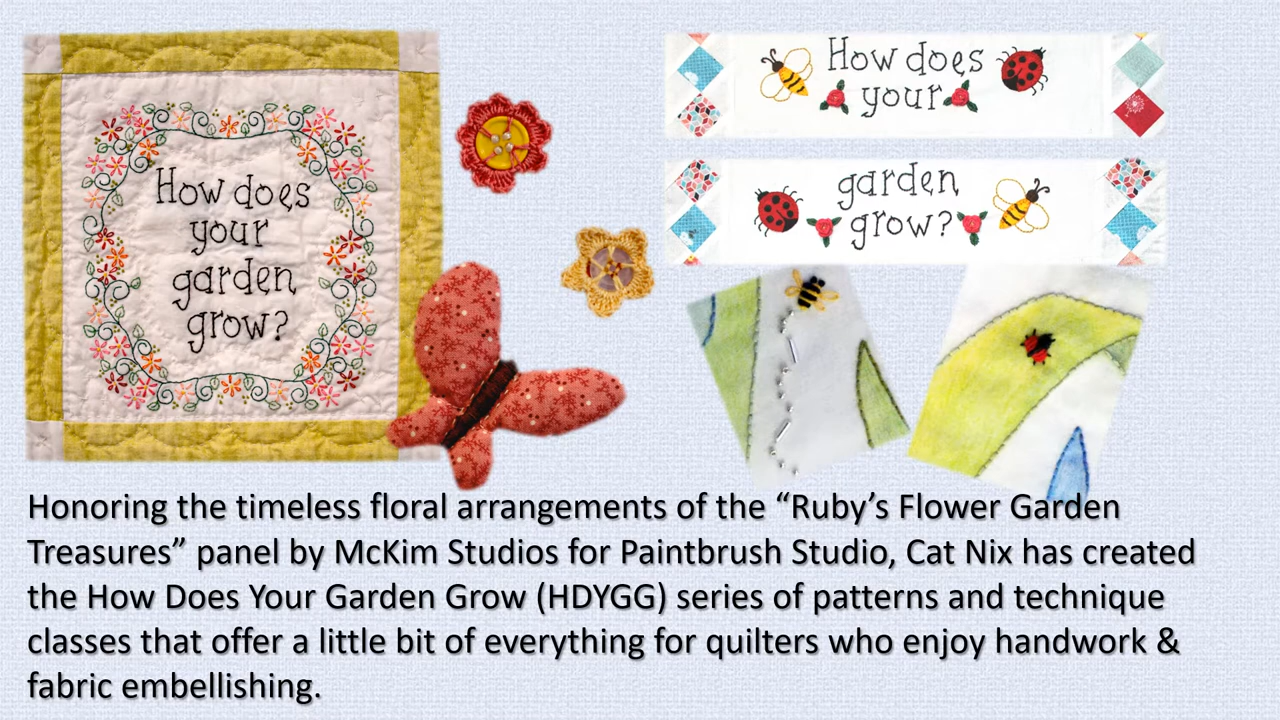 How does
your
garden
grow?
How does
your
garden
grow?
Honoring the timeless floral arrangements of the “Ruby’s Flower Garden
Treasures” panel by McKim Studios for Paintbrush Studio, Cat Nix has created
the How Does Your Garden Grow (HDYGG) series of patterns and technique
classes that offer a little bit of everything for quilters who enjoy handwork &
fabric embellishing.